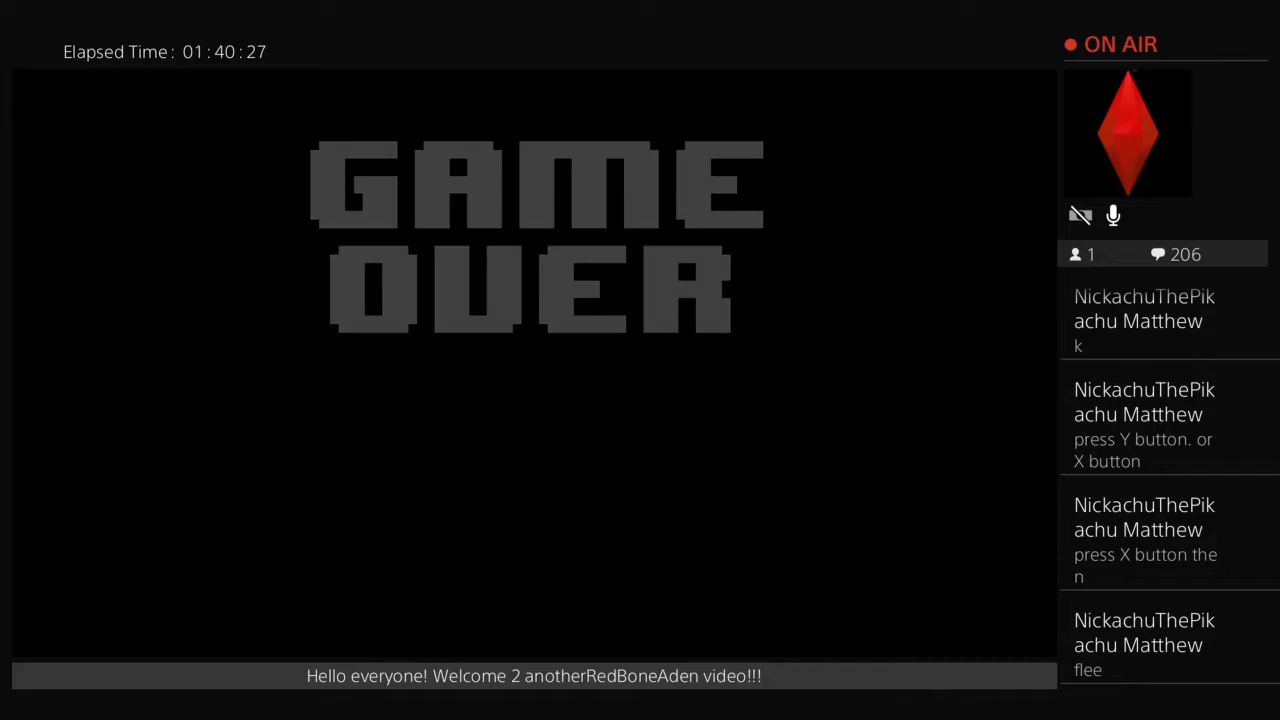 Elapsed Time: 01:40:27
ON AIR
GAME
OVER
1 206
NickachuThePik
achu Matthew
k
NickachuThePik
achu Matthew
press Y button. or
X button
NickachuThePik
achu Matthew
press X button the
n
NickachuThePik
achu Matthew
flee
Hello everyone! Welcome 2 anotherRedBoneAden video!!!